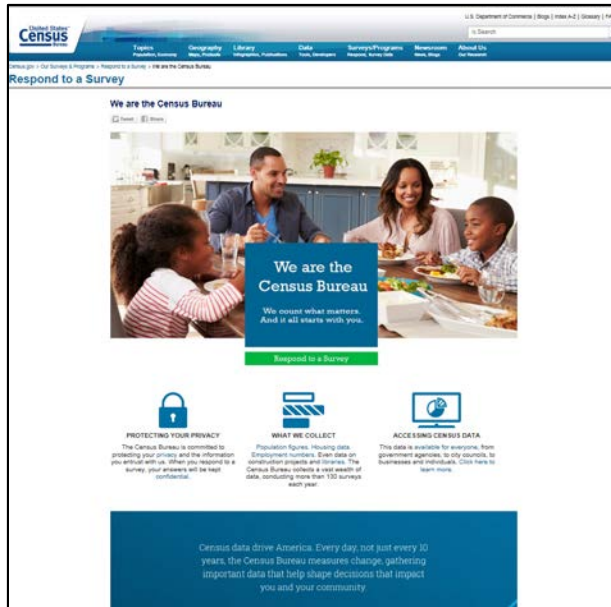 U.S. Department of Commerce | Blogs | Index A-Z | Glossary | FA
United States
Census
Bureau
Search
Topics
Population, Economy
Geography
Maps, Products
Library
Infographics, Publications
Data
Tools, Developers
Surveys/Programs
Respond, Survey Data
Newsroom
News, Blogs
About Us
Our Research
Census.gov > Our Surveys & Programs > Respond to a Survey > We are the Census Bureau
Respond to a Survey
We are the Census Bureau
Tweet
Share
We are the
Census Bureau
We count what matters.
And it all starts with you.
Respond to a Survey
PROTECTING YOUR PRIVACY
The Census Bureau is committed to
protecting your privacy and the information
you entrust with us. When you respond to a
survey, your answers will be kept
confidential.
WHAT WE COLLECT
Population figures. Housing data.
Employment numbers. Even data on
construction projects and libraries. The
Census Bureau collects a vast wealth of
data, conducting more than 130 surveys
each year.
ACCESSING CENSUS DATA
This data is available for everyone, from
government agencies, to city councils, to
businesses and individuals. Click here to
learn more.
Census data drive America. Every day, not just every 10
years, the Census Bureau measures change, gathering
important data that help shape decisions that impact
you and your community.